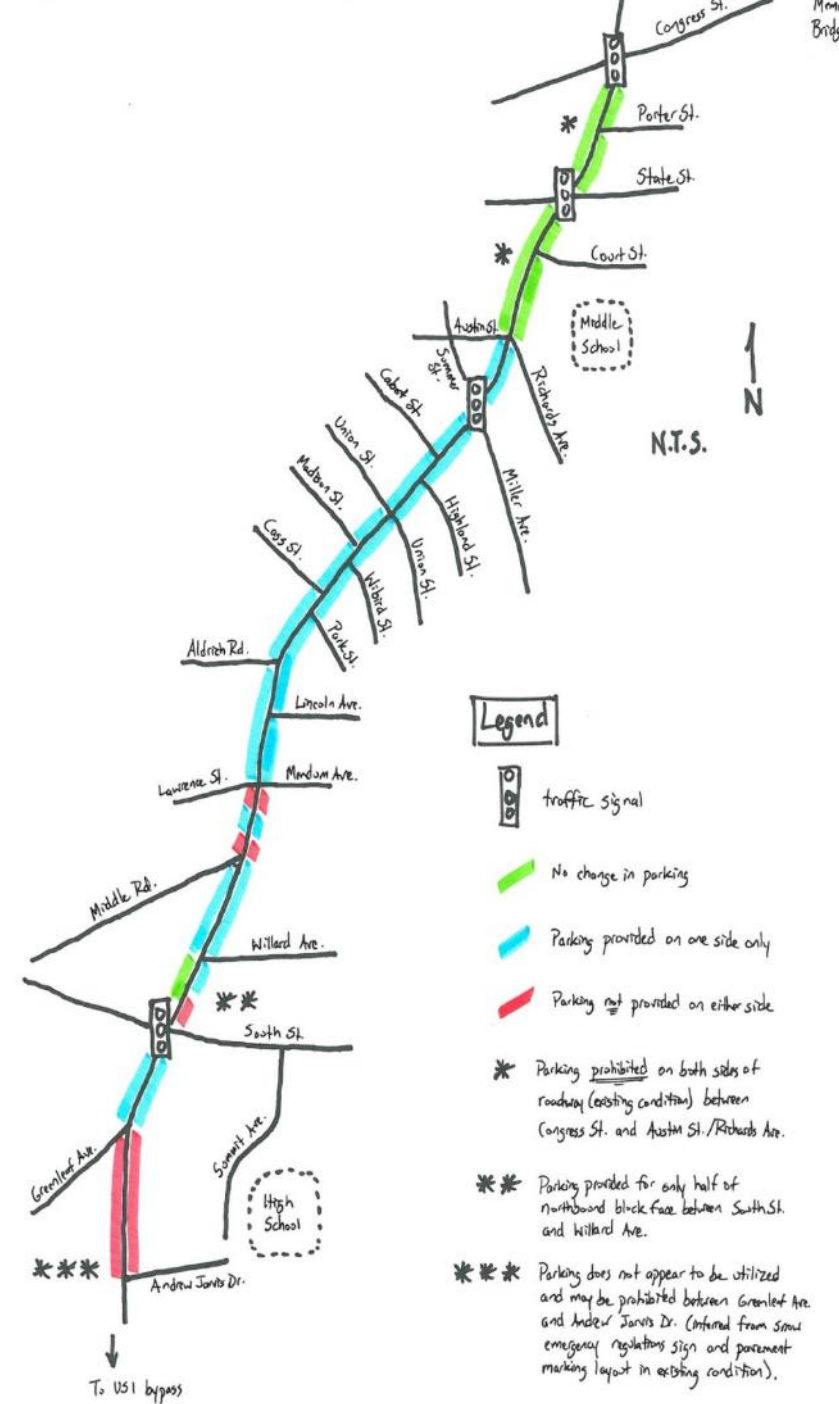 Congress St.
Porter St.
State St.
Court St.
Austin St.
Middle
School
Summer
St.
Richards Ave.
N
N.T.S.
Cabot St.
Union St.
Madison St.
Cass St.
Miller Ave.
Highland St.
Union St.
Wibird St.
Park St.
Aldrich Rd.
Lincoln Ave.
Lawrence St.
Mendum Ave.
Middle Rd.
Willard Ave.
**
South St.
Summit Ave.
Greenleaf Ave.
High
School
***
Andrew Jarvis Dr.
To US1 bypass
Legend
traffic signal
No change in parking
Parking provided on one side only
Parking not provided on either side
* Parking prohibited on both sides of
roadway (existing condition) between
Congress St. and Austin St./Richards Ave.
** Parking provided for only half of
northbound block face between South St.
and Willard Ave.
*** Parking does not appear to be utilized
and may be prohibited between Greenleaf Ave.
and Andew Jarvis Dr. (inferred from snow
emergency regulations sign and pavement
marking layout in existing condition).